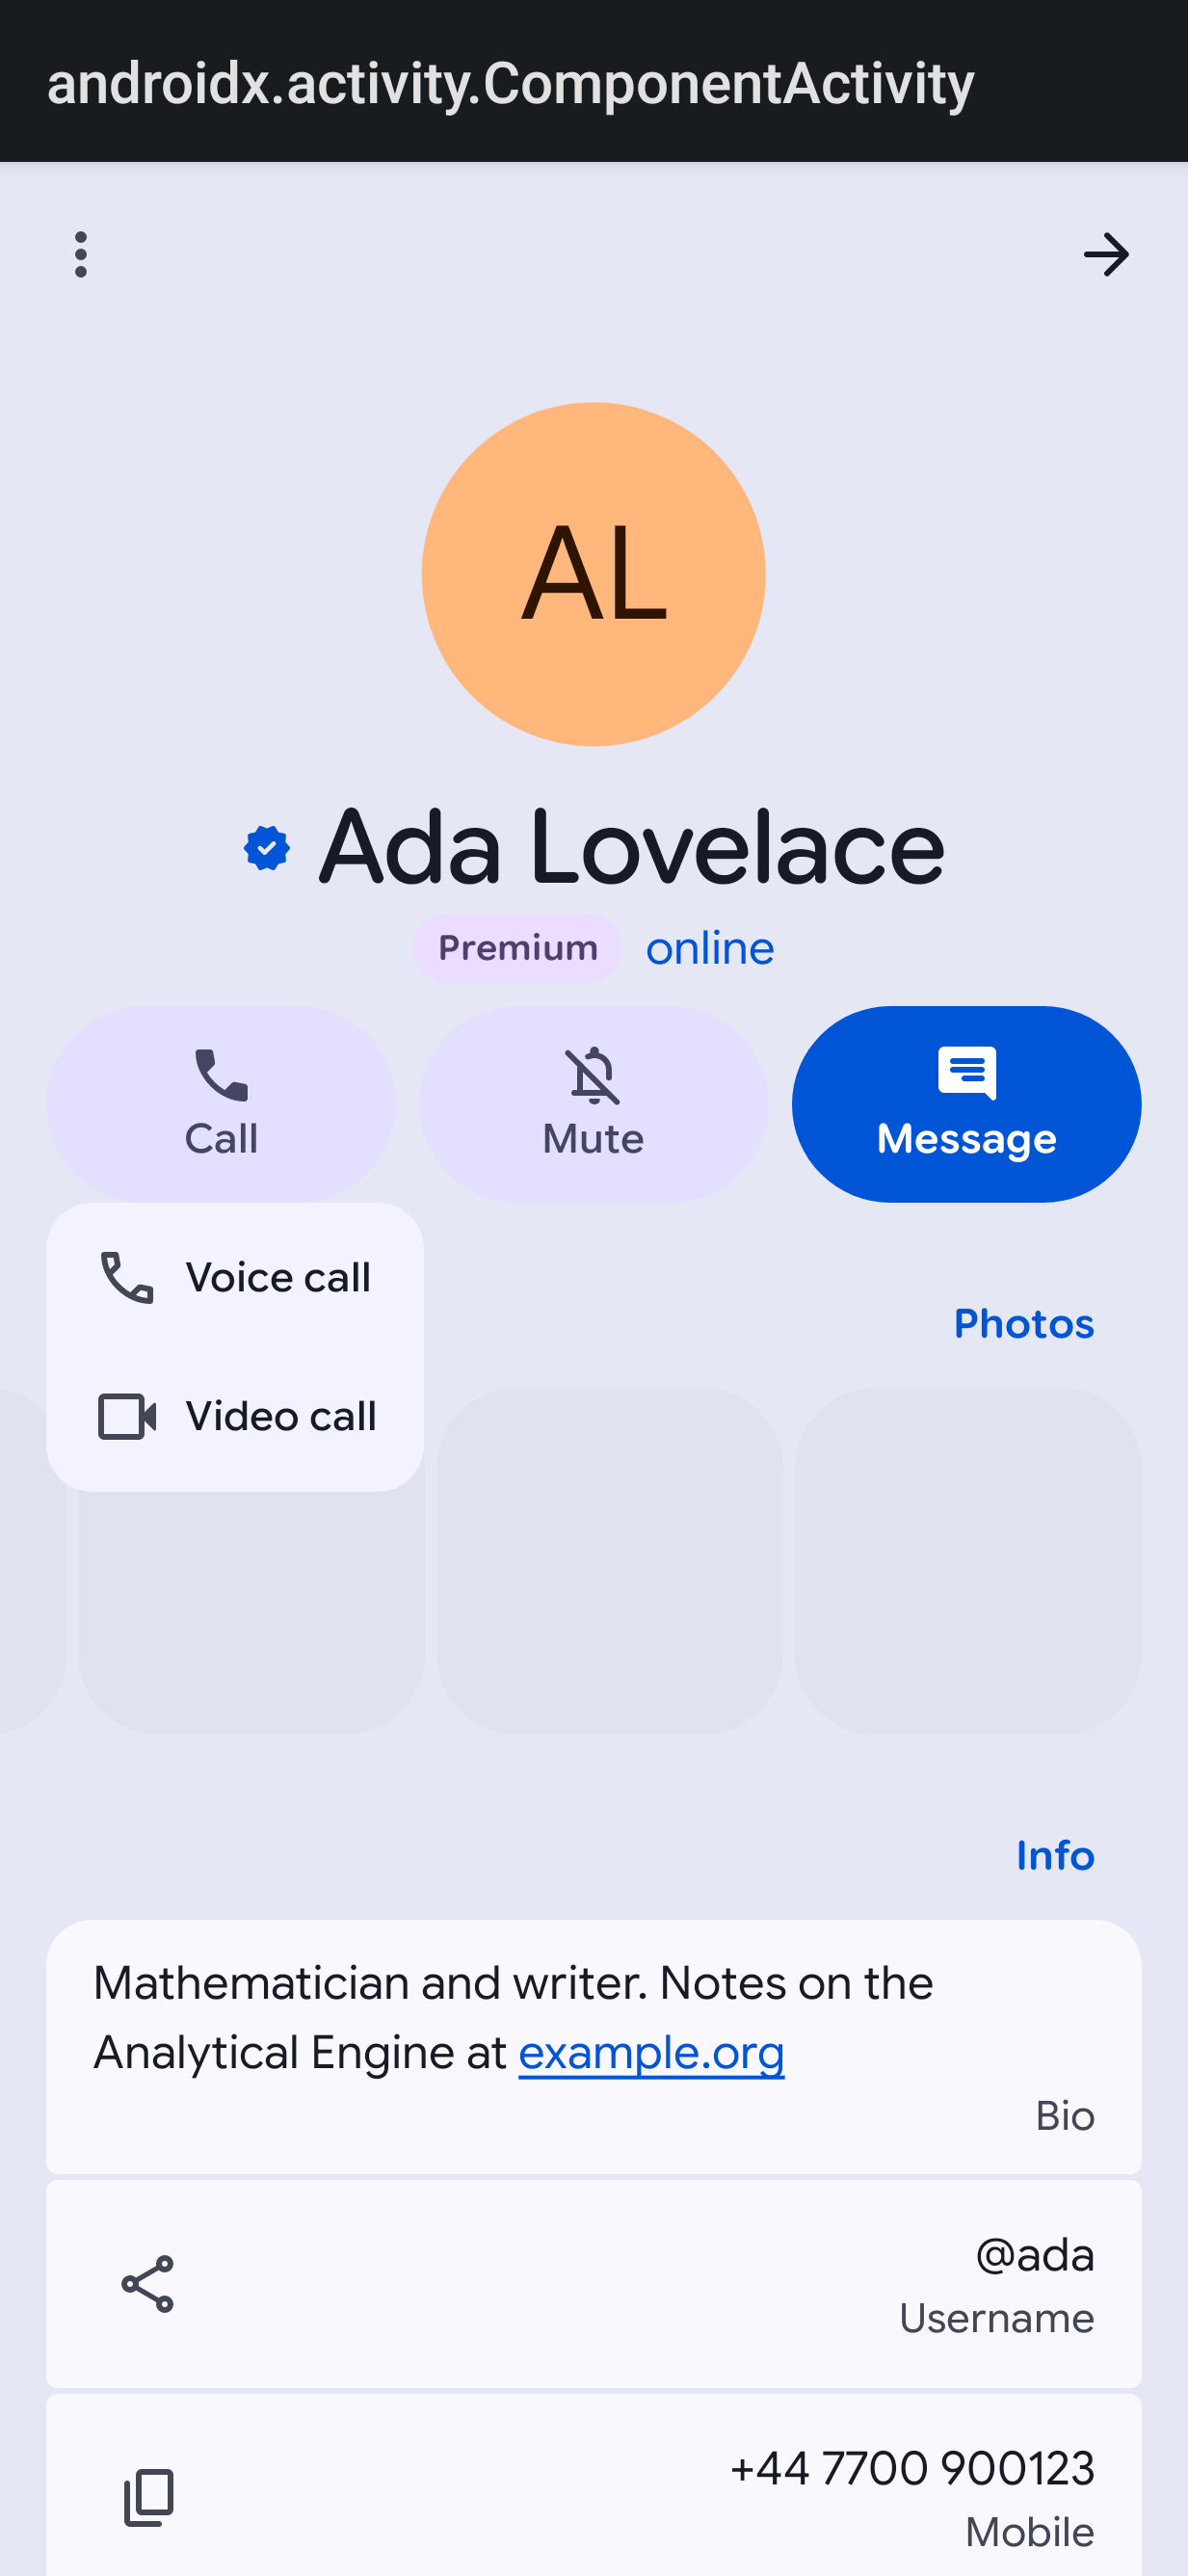 androidx.activity.ComponentActivity
AL
Ada Lovelace
Premium online
Call
Mute
Message
Voice call
Video call
Photos
Info
Mathematician and writer. Notes on the
Analytical Engine at example.org
Bio
@ada
Username
+44 7700 900123
Mobile